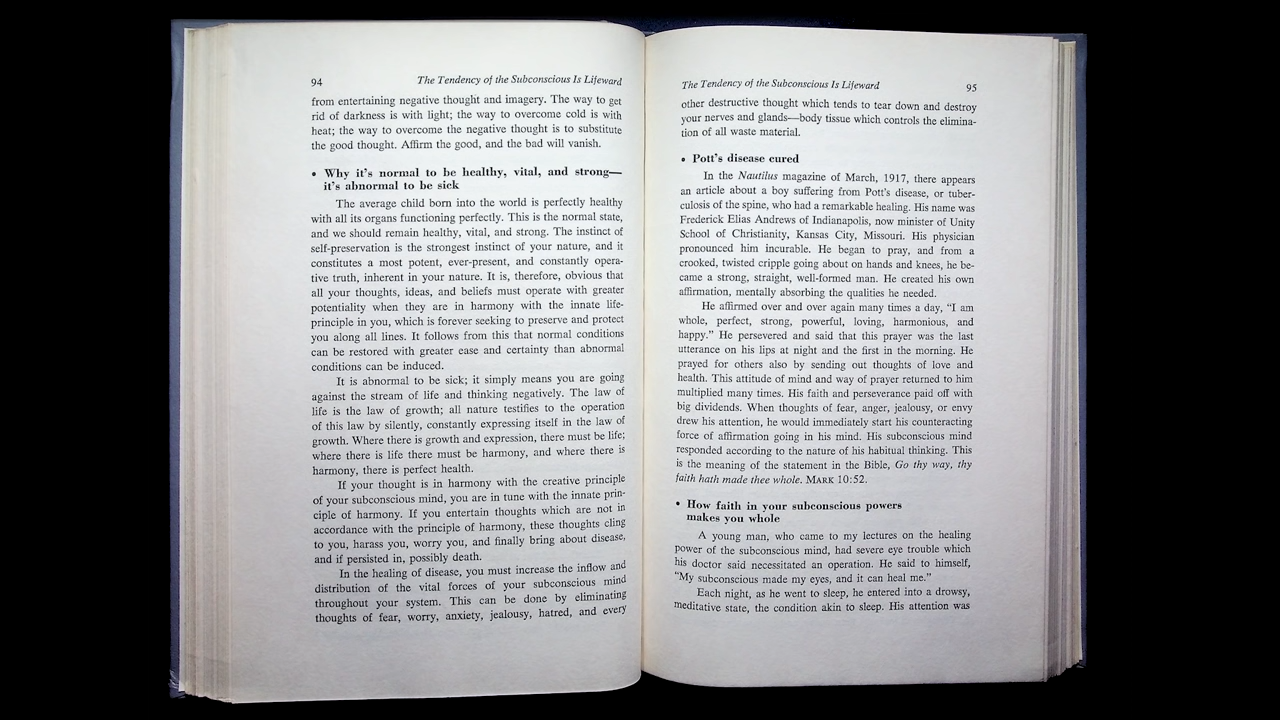 94
The Tendency of the Subconscious Is Lifeward
from entertaining negative thought and imagery. The way to get
rid of darkness is with light; the way to overcome cold is with
heat; the way to overcome the negative thought is to substitute
the good thought. Affirm the good, and the bad will vanish.
• Why it's normal to be healthy, vital, and strong—
it's abnormal to be sick
The average child born into the world is perfectly healthy
with all its organs functioning perfectly. This is the normal state,
and we should remain healthy, vital, and strong. The instinct of
self-preservation is the strongest instinct of your nature, and it
constitutes a most potent, ever-present, and constantly opera-
tive truth, inherent in your nature. It is, therefore, obvious that
all your thoughts, ideas, and beliefs must operate with greater
potentiality when they are in harmony with the innate life-
principle in you, which is forever seeking to preserve and protect
you along all lines. It follows from this that normal conditions
can be restored with greater ease and certainty than abnormal
conditions can be induced.
It is abnormal to be sick; it simply means you are going
against the stream of life and thinking negatively. The law of
life is the law of growth; all nature testifies to the operation
of this law by silently, constantly expressing itself in the law of
growth. Where there is growth and expression, there must be life;
where there is life there must be harmony, and where there is
harmony, there is perfect health.
If your thought is in harmony with the creative principle
of your subconscious mind, you are in tune with the innate prin-
ciple of harmony. If you entertain thoughts which are not in
accordance with the principle of harmony, these thoughts cling
to you, harass you, worry you, and finally bring about disease,
and if persisted in, possibly death.
In the healing of disease, you must increase the inflow and
distribution of the vital forces of your subconscious mind
throughout your system. This can be done by eliminating
thoughts of fear, worry, anxiety, jealousy, hatred, and every
The Tendency of the Subconscious Is Lifeward
95
other destructive thought which tends to tear down and destroy
your nerves and glands—body tissue which controls the elimina-
tion of all waste material.
• Pott's disease cured
In the Nautilus magazine of March, 1917, there appears
an article about a boy suffering from Pott's disease, or tuber-
culosis of the spine, who had a remarkable healing. His name was
Frederick Elias Andrews of Indianapolis, now minister of Unity
School of Christianity, Kansas City, Missouri. His physician
pronounced him incurable. He began to pray, and from a
crooked, twisted cripple going about on hands and knees, he be-
came a strong, straight, well-formed man. He created his own
affirmation, mentally absorbing the qualities he needed.
He affirmed over and over again many times a day, "I am
whole, perfect, strong, powerful, loving, harmonious, and
happy." He persevered and said that this prayer was the last
utterance on his lips at night and the first in the morning. He
prayed for others also by sending out thoughts of love and
health. This attitude of mind and way of prayer returned to him
multiplied many times. His faith and perseverance paid off with
big dividends. When thoughts of fear, anger, jealousy, or envy
drew his attention, he would immediately start his counteracting
force of affirmation going in his mind. His subconscious mind
responded according to the nature of his habitual thinking. This
is the meaning of the statement in the Bible, Go thy way, thy
faith hath made thee whole. MARK 10:52.
• How faith in your subconscious powers
makes you whole
A young man, who came to my lectures on the healing
power of the subconscious mind, had severe eye trouble which
his doctor said necessitated an operation. He said to himself,
"My subconscious made my eyes, and it can heal me."
Each night, as he went to sleep, he entered into a drowsy,
meditative state, the condition akin to sleep. His attention was